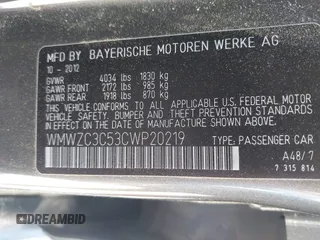 MFD BY BAYERISCHE MOTOREN WERKE AG
10 - 2012
GVWR 4034 lbs 1830 kg
GAWR FRONT 2172 lbs 985 kg
GAWR REAR 1918 lbs 870 kg
THIS VEHICLE CONFORMS TO ALL APPLICABLE U.S. FEDERAL MOTOR
VEHICLE SAFETY, BUMPER AND THEFT PREVENTION STANDARDS
IN EFFECT ON THE DATE OF MANUFACTURE SHOWN ABOVE.
WMWZC3C53CWP20219 TYPE: PASSENGER CAR
A48/7
7 315 814
DREAMBID